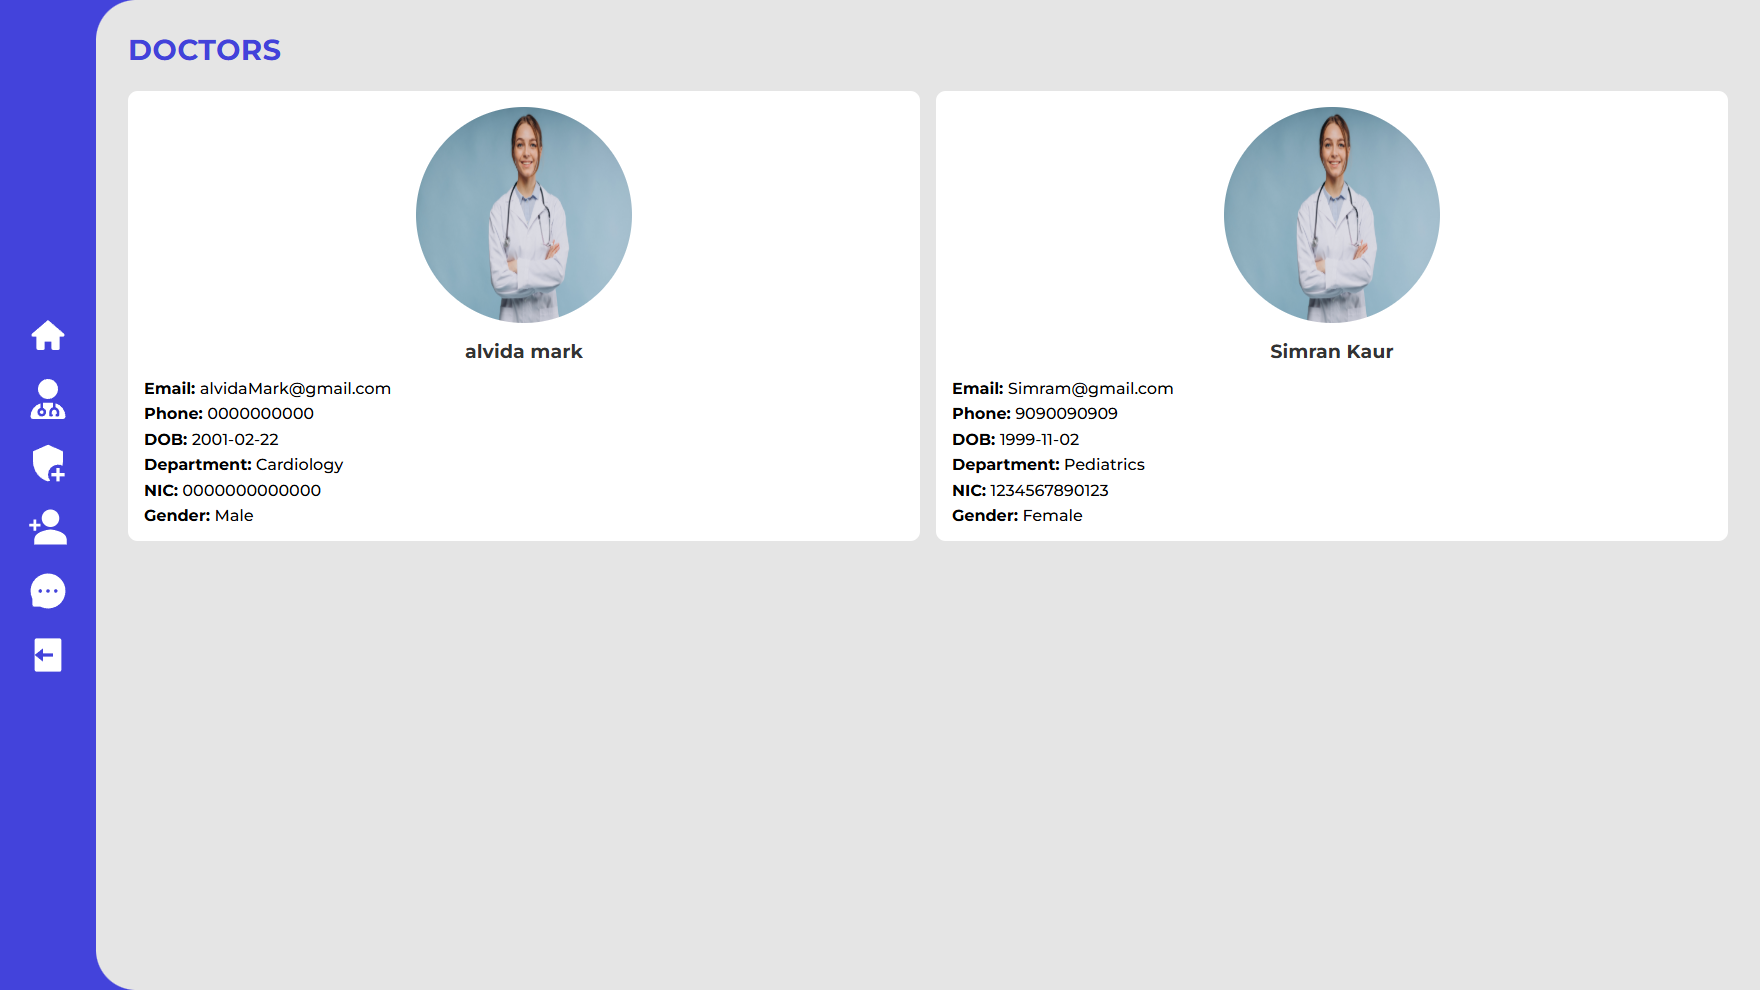 DOCTORS
alvida mark
Email: alvidaMark@gmail.com
Phone: 0000000000
DOB: 2001-02-22
Department: Cardiology
NIC: 0000000000000
Gender: Male
Simran Kaur
Email: Simram@gmail.com
Phone: 9090090909
DOB: 1999-11-02
Department: Pediatrics
NIC: 1234567890123
Gender: Female